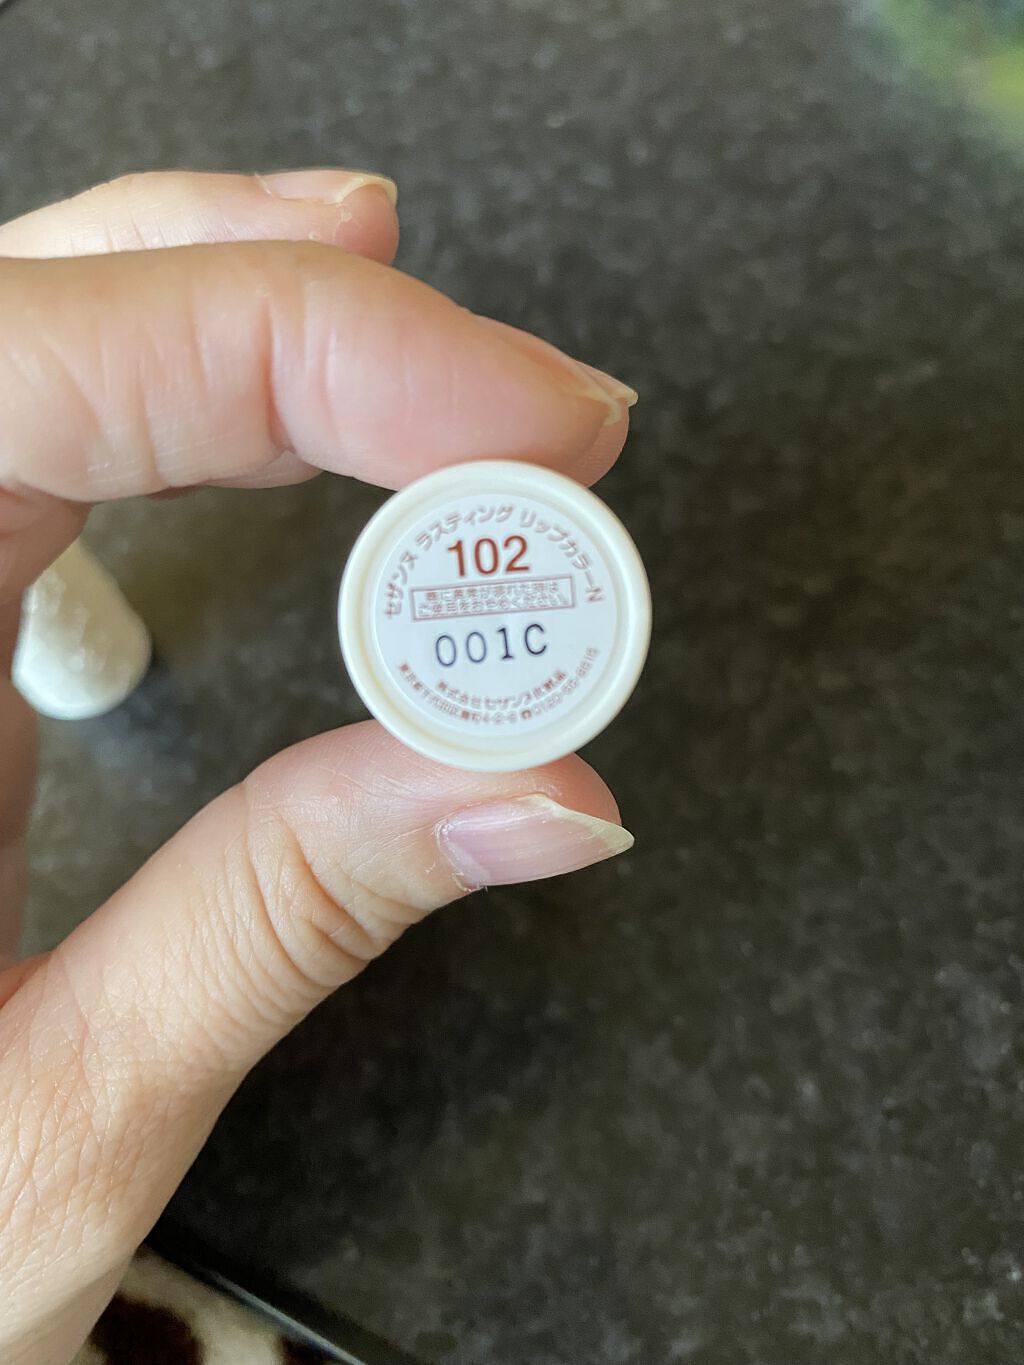 セザンヌ ラスティング リップカラーN
102
唇に異常が現れた時は
ご使用をおやめください。
001C
株式会社セザンヌ化粧品